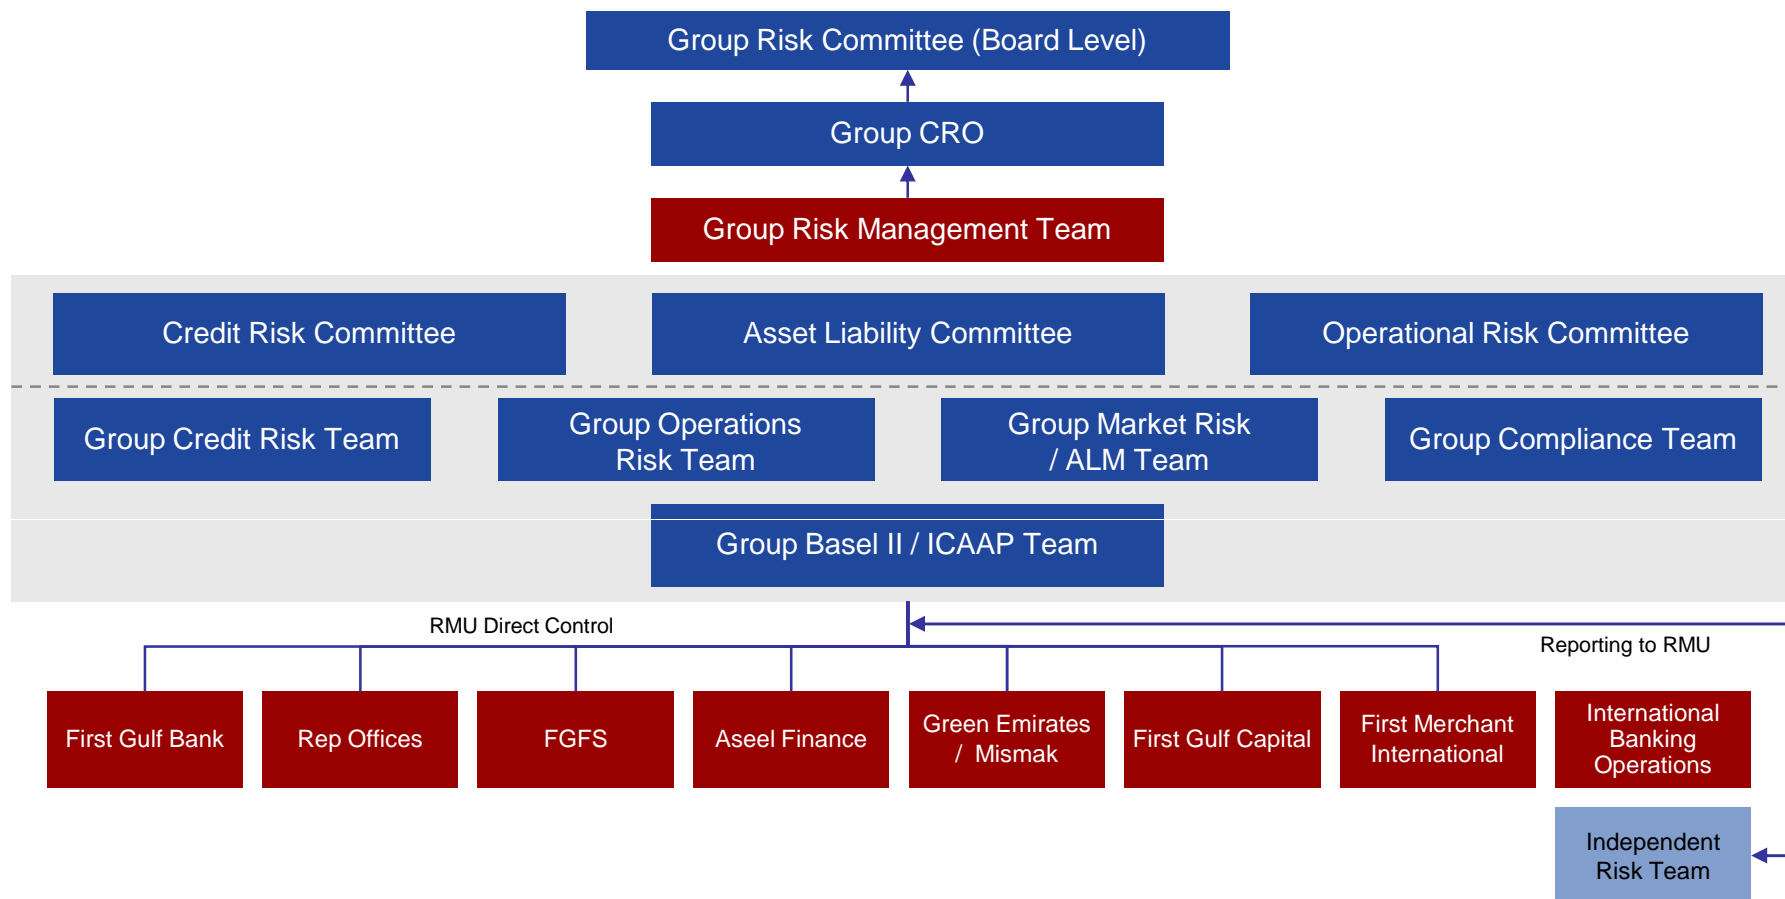 Group Risk Committee (Board Level)
Group CRO
Group Risk Management Team
Credit Risk Committee
Asset Liability Committee
Operational Risk Committee
Group Credit Risk Team
Group Operations
Risk Team
Group Market Risk
/ ALM Team
Group Compliance Team
Group Basel II / ICAAP Team
RMU Direct Control
Reporting to RMU
First Gulf Bank
Rep Offices
FGFS
Aseel Finance
Green Emirates
/ Mismak
First Gulf Capital
First Merchant
International
International
Banking
Operations
Independent
Risk Team